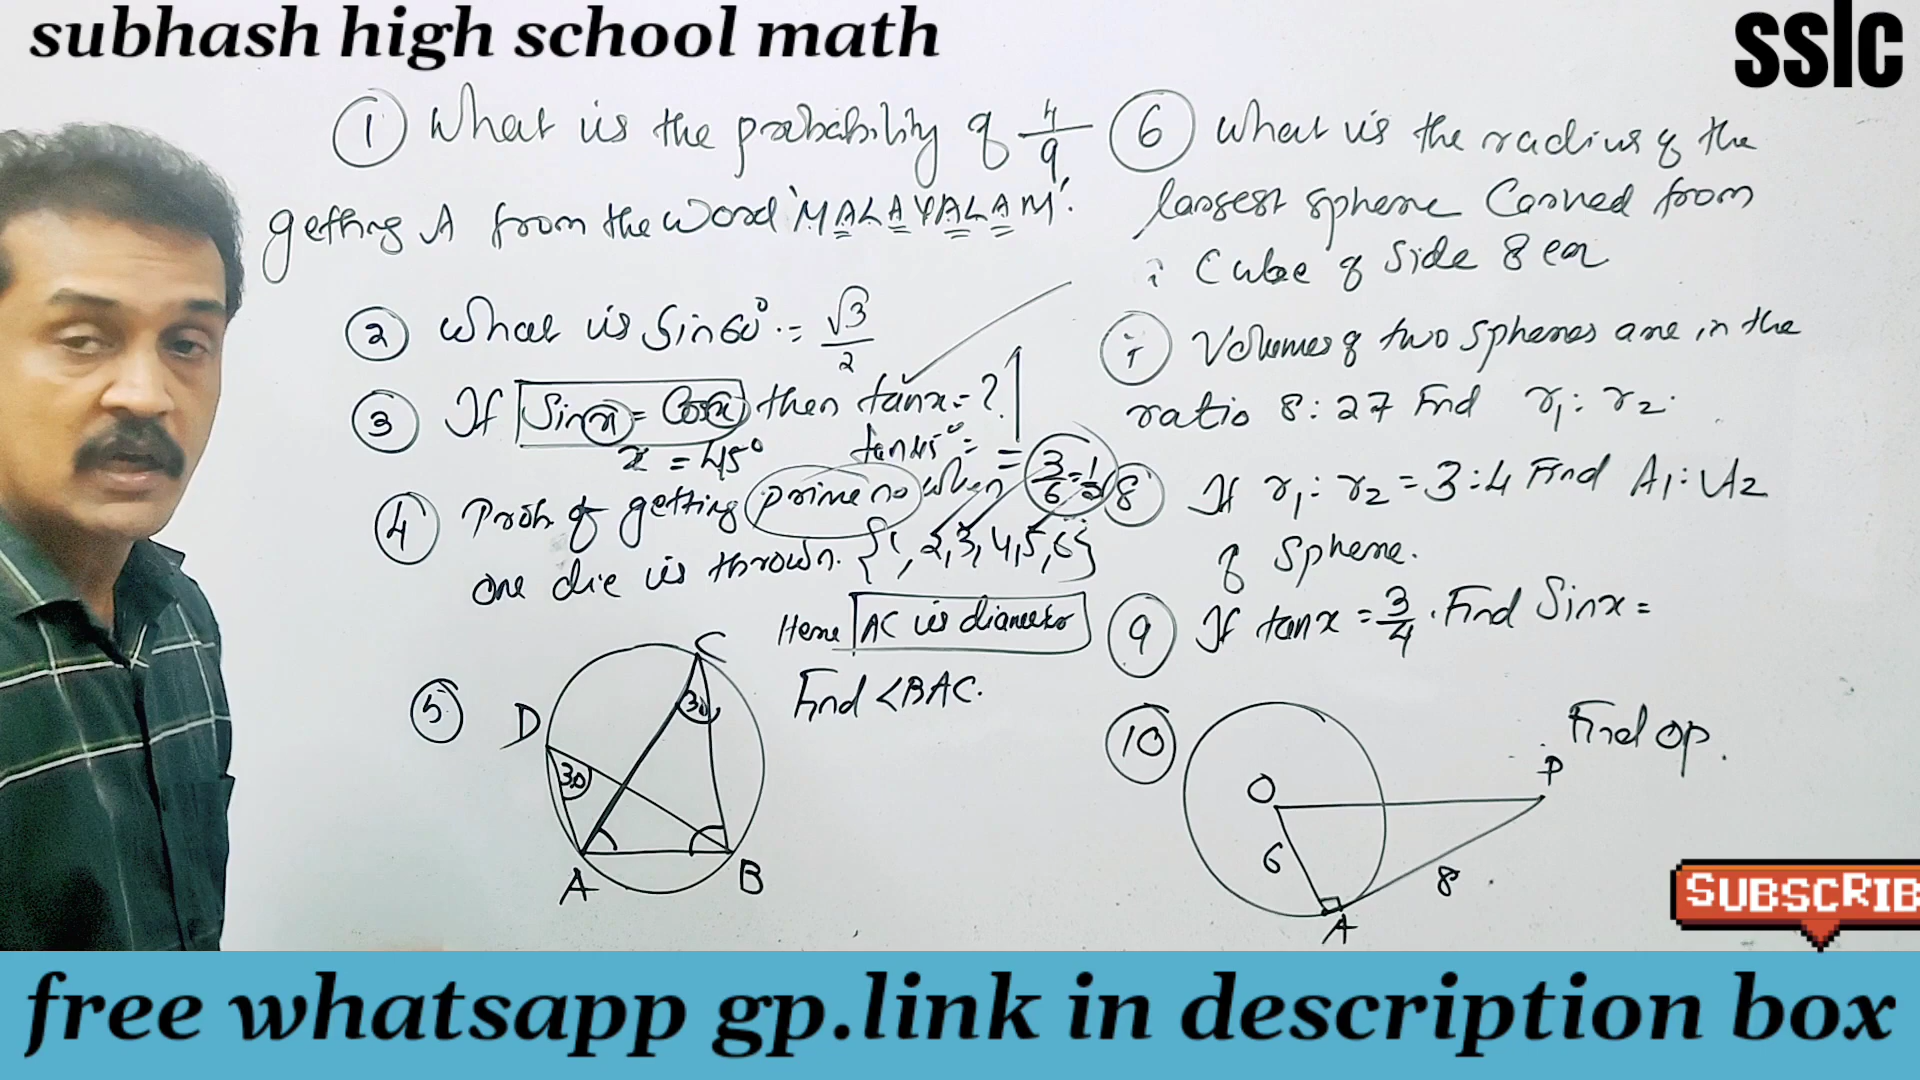 subhash high school math
sslc
1 What is the probability of 4/9
getting A from the word 'MALAYALAM'.
2 What is Sin60° = √3/2
3 If Sinx = Cosx then tanx = ? 1
x = 45° tan45° =
4 Prob. of getting prime no when = 3/6 = 1/2
one die is thrown. {1, 2, 3, 4, 5, 6}
Here AC is diameter
5 Find <BAC.
C
30
D
30
A B
6 What is the radius of the
largest sphere Carved from
Cube of side 8 cm
7 Volumes of two spheres are in the
ratio 8:27 Find r1: r2.
8 If r1: r2 = 3:4 Find A1: A2
of Sphere.
9 If tanx = 3/4. Find Sinx =
10 Find OP.
O P
6
8
A
SUBSCRIB
free whatsapp gp.link in description box